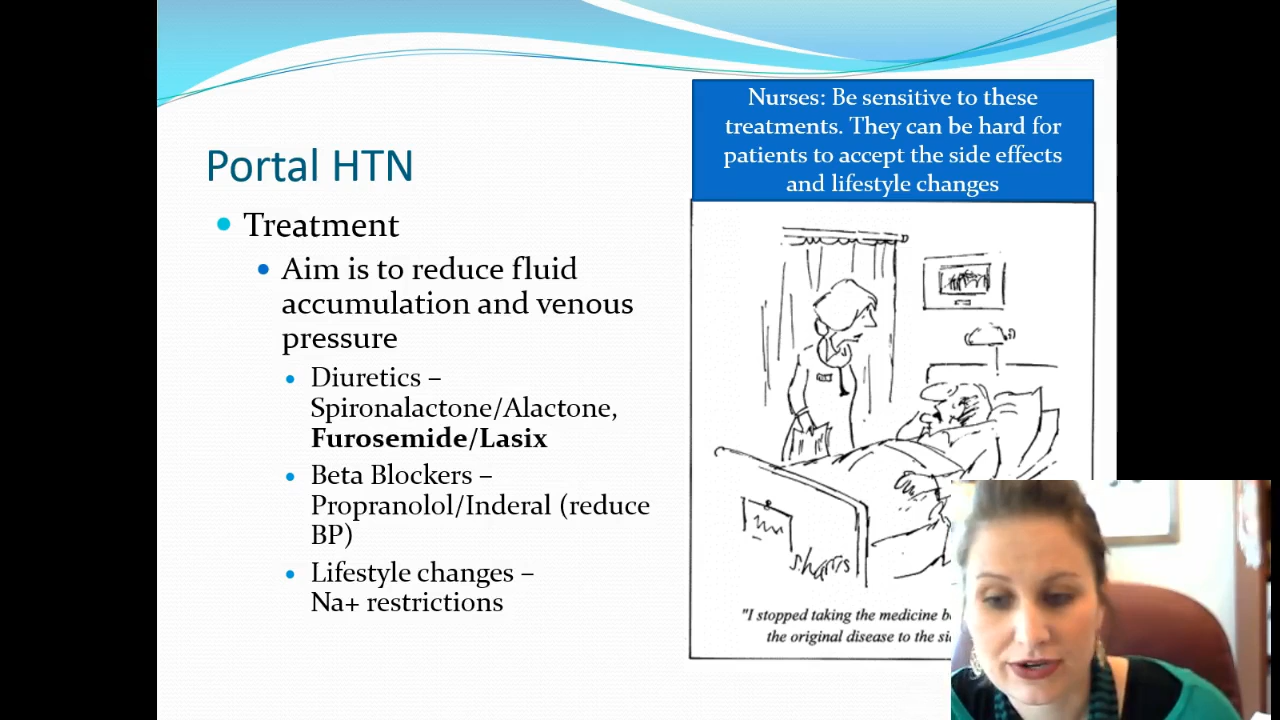 Portal HTN
Treatment
Aim is to reduce fluid
accumulation and venous
pressure
Diuretics –
Spironalactone/Alactone,
Furosemide/Lasix
Beta Blockers –
Propranolol/Inderal (reduce
BP)
Lifestyle changes –
Na+ restrictions
Nurses: Be sensitive to these
treatments. They can be hard for
patients to accept the side effects
and lifestyle changes
S.Harris
"I stopped taking the medicine
the original disease to the